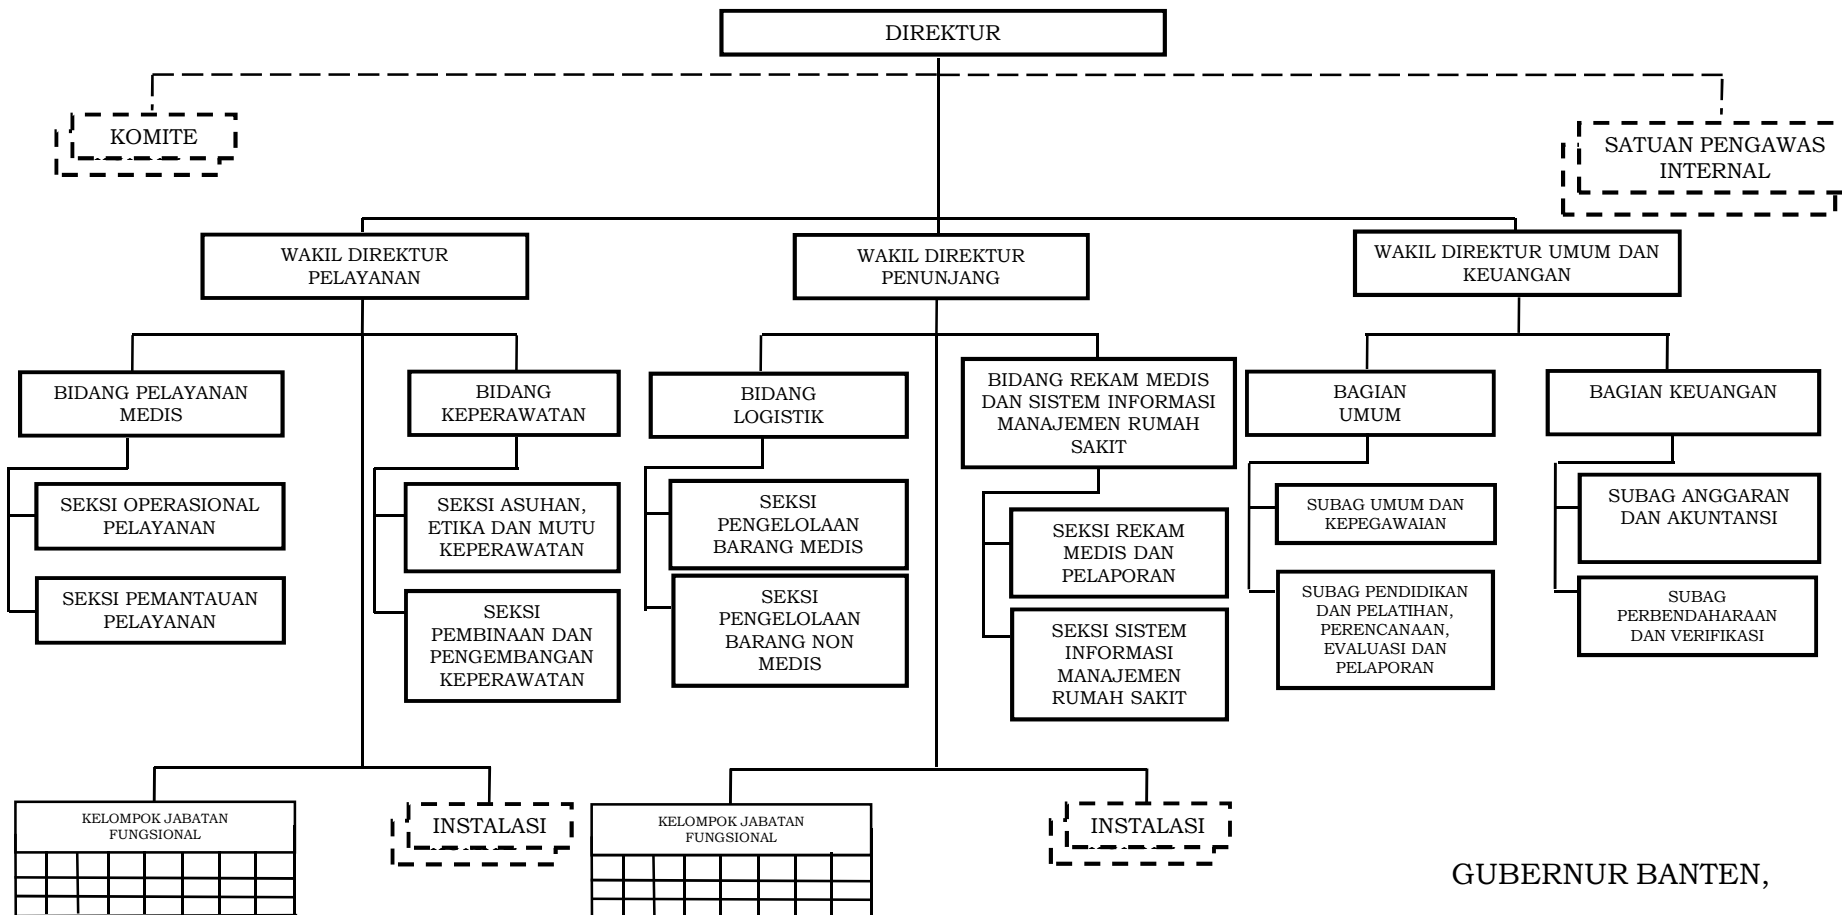 DIREKTUR
KOMITE
SATUAN PENGAWAS
INTERNAL
WAKIL DIREKTUR
PELAYANAN
WAKIL DIREKTUR
PENUNJANG
WAKIL DIREKTUR UMUM DAN
KEUANGAN
BIDANG PELAYANAN
MEDIS
BIDANG
KEPERAWATAN
BIDANG
LOGISTIK
BIDANG REKAM MEDIS
DAN SISTEM INFORMASI
MANAJEMEN RUMAH
SAKIT
BAGIAN
UMUM
BAGIAN KEUANGAN
SEKSI OPERASIONAL
PELAYANAN
SEKSI PEMANTAUAN
PELAYANAN
SEKSI ASUHAN,
ETIKA DAN MUTU
KEPERAWATAN
SEKSI
PEMBINAAN DAN
PENGEMBANGAN
KEPERAWATAN
SEKSI
PENGELOLAAN
BARANG MEDIS
SEKSI
PENGELOLAAN
BARANG NON
MEDIS
SEKSI REKAM
MEDIS DAN
PELAPORAN
SEKSI SISTEM
INFORMASI
MANAJEMEN
RUMAH SAKIT
SUBAG UMUM DAN
KEPEGAWAIAN
SUBAG PENDIDIKAN
DAN PELATIHAN,
PERENCANAAN,
EVALUASI DAN
PELAPORAN
SUBAG ANGGARAN
DAN AKUNTANSI
SUBAG
PERBENDAHARAAN
DAN VERIFIKASI
KELOMPOK JABATAN
FUNGSIONAL
INSTALASI
KELOMPOK JABATAN
FUNGSIONAL
INSTALASI
GUBERNUR BANTEN,